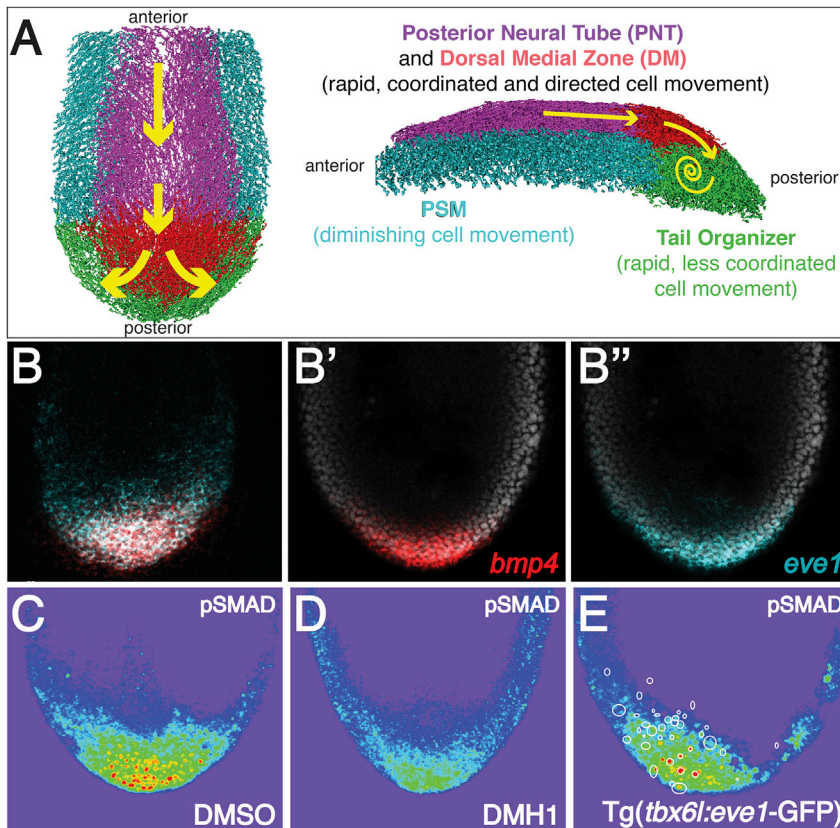 A
anterior
posterior
Posterior Neural Tube (PNT)
and Dorsal Medial Zone (DM)
(rapid, coordinated and directed cell movement)
anterior
posterior
PSM
(diminishing cell movement)
Tail Organizer
(rapid, less coordinated
cell movement)
B
B'
bmp4
B"
eve1
C
pSMAD
DMSO
D
pSMAD
DMH1
E
pSMAD
Tg(tbx6l:eve1-GFP)